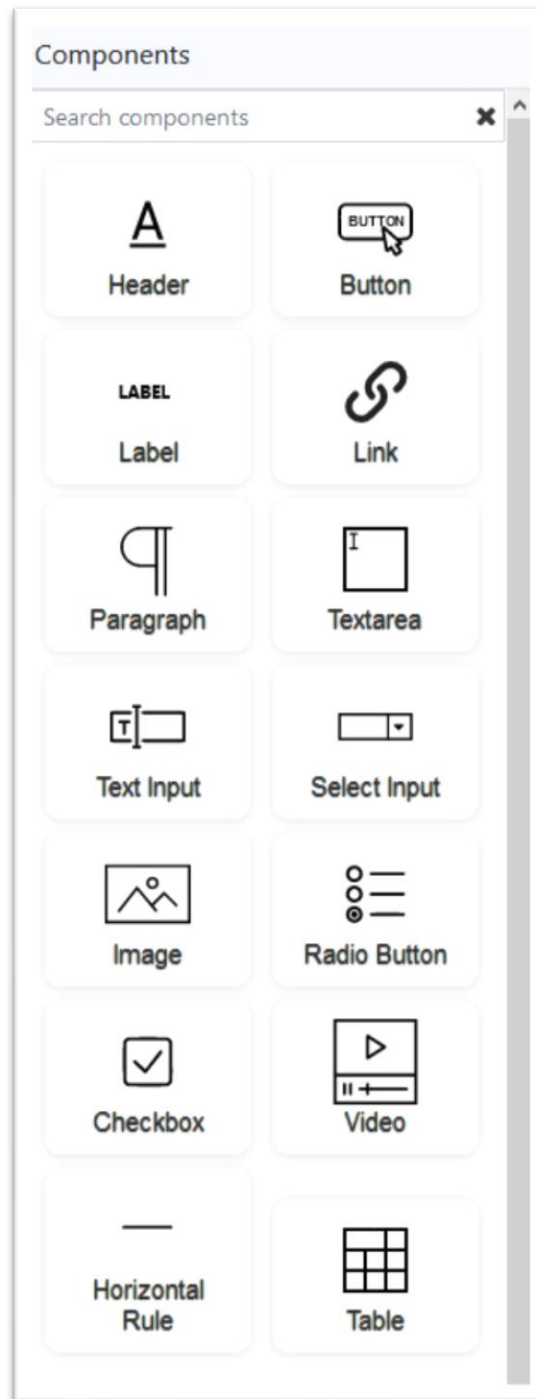 Components
Search components
A
BUTTON
Header
Button
LABEL
Label
Link
Paragraph
Textarea
T
Text Input
Select Input
Image
Radio Button
Checkbox
Video
Horizontal
Rule
Table